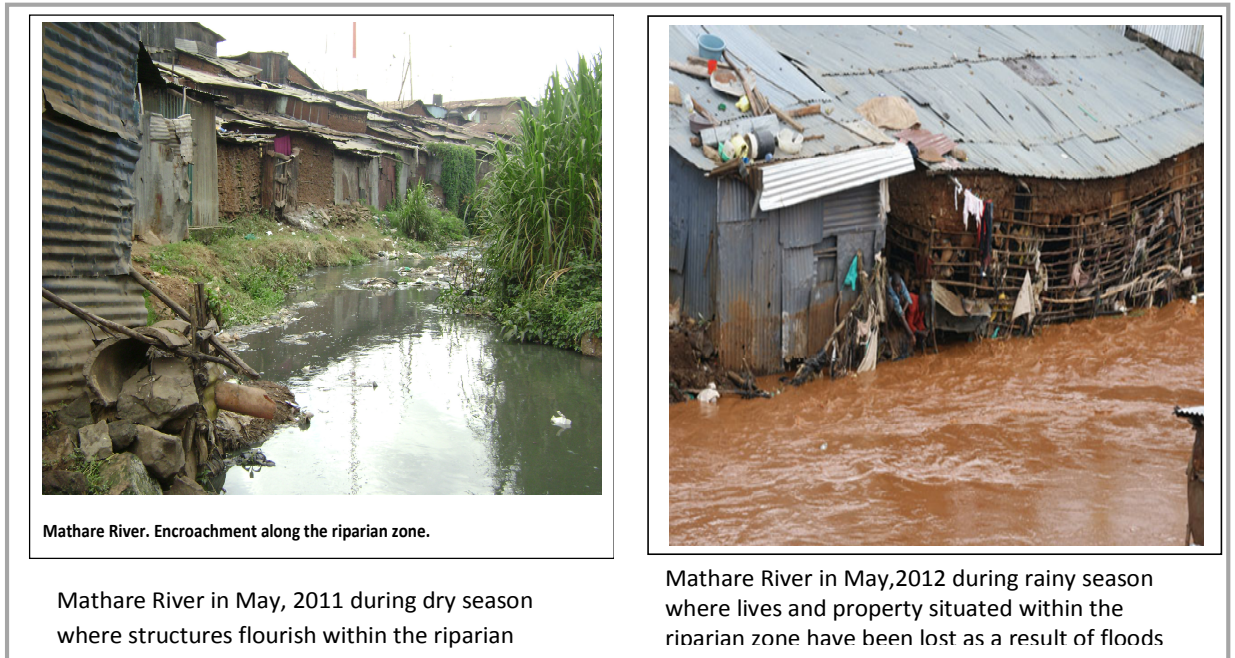 Mathare River. Encroachment along the riparian zone.
Mathare River in May, 2011 during dry season
where structures flourish within the riparian
Mathare River in May,2012 during rainy season
where lives and property situated within the
riparian zone have been lost as a result of floods